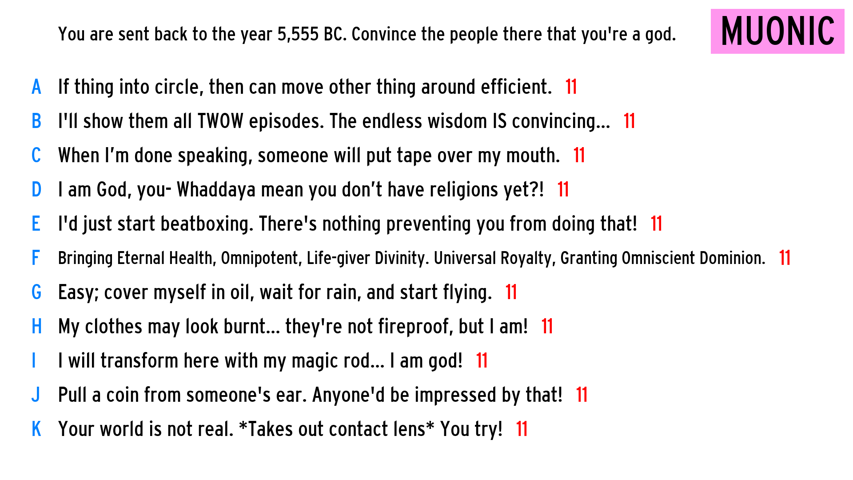 You are sent back to the year 5,555 BC. Convince the people there that you're a god.
MUONIC
A If thing into circle, then can move other thing around efficient. 11
B I'll show them all TWOW episodes. The endless wisdom IS convincing... 11
C When I’m done speaking, someone will put tape over my mouth. 11
D I am God, you- Whaddaya mean you don’t have religions yet?! 11
E I'd just start beatboxing. There's nothing preventing you from doing that! 11
F Bringing Eternal Health, Omnipotent, Life-giver Divinity. Universal Royalty, Granting Omniscient Dominion. 11
G Easy; cover myself in oil, wait for rain, and start flying. 11
H My clothes may look burnt... they're not fireproof, but I am! 11
I I will transform here with my magic rod... I am god! 11
J Pull a coin from someone's ear. Anyone'd be impressed by that! 11
K Your world is not real. *Takes out contact lens* You try! 11